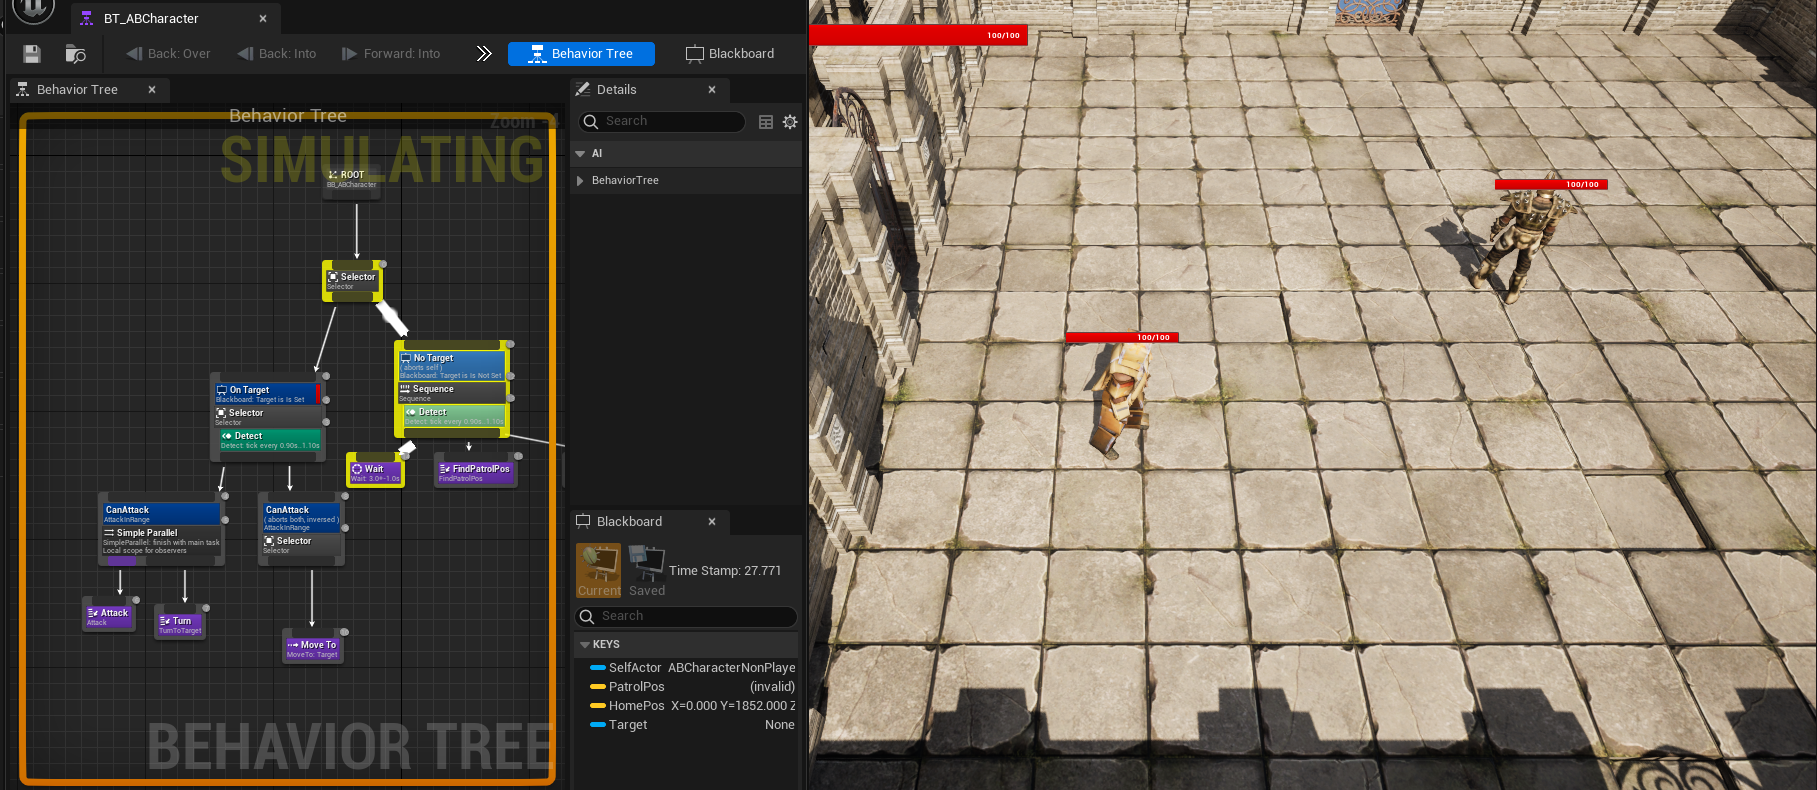 BT_ABCharacter
Back: Over
Back: Into
Forward: Into
Behavior Tree
Blackboard
Behavior Tree
Details
Behavior Tree
Zoom -4
SIMULATING
Search
AI
BehaviorTree
ROOT
BB_ABCharacter
Selector
Selector
No Target
( aborts self )
Blackboard: Target is Is Not Set
Sequence
Sequence
Detect
Detect: tick every 0.90s..1.10s
On Target
Blackboard: Target is Is Set
Selector
Selector
Detect
Detect: tick every 0.90s..1.10s
Wait
Wait: 3.0+-1.0s
FindPatrolPos
FindPatrolPos
CanAttack
AttackInRange
Simple Parallel
SimpleParallel: finish with main task
Local scope for observers
CanAttack
( aborts both, inversed )
AttackInRange
Selector
Selector
Attack
Attack
Turn
TurnToTarget
Move To
MoveTo: Target
BEHAVIOR TREE
Blackboard
Current
Saved
Time Stamp: 27.771
Search
KEYS
SelfActor ABCharacterNonPlaye
PatrolPos (invalid)
HomePos X=0.000 Y=1852.000 Z
Target None
100/100
100/100
100/100